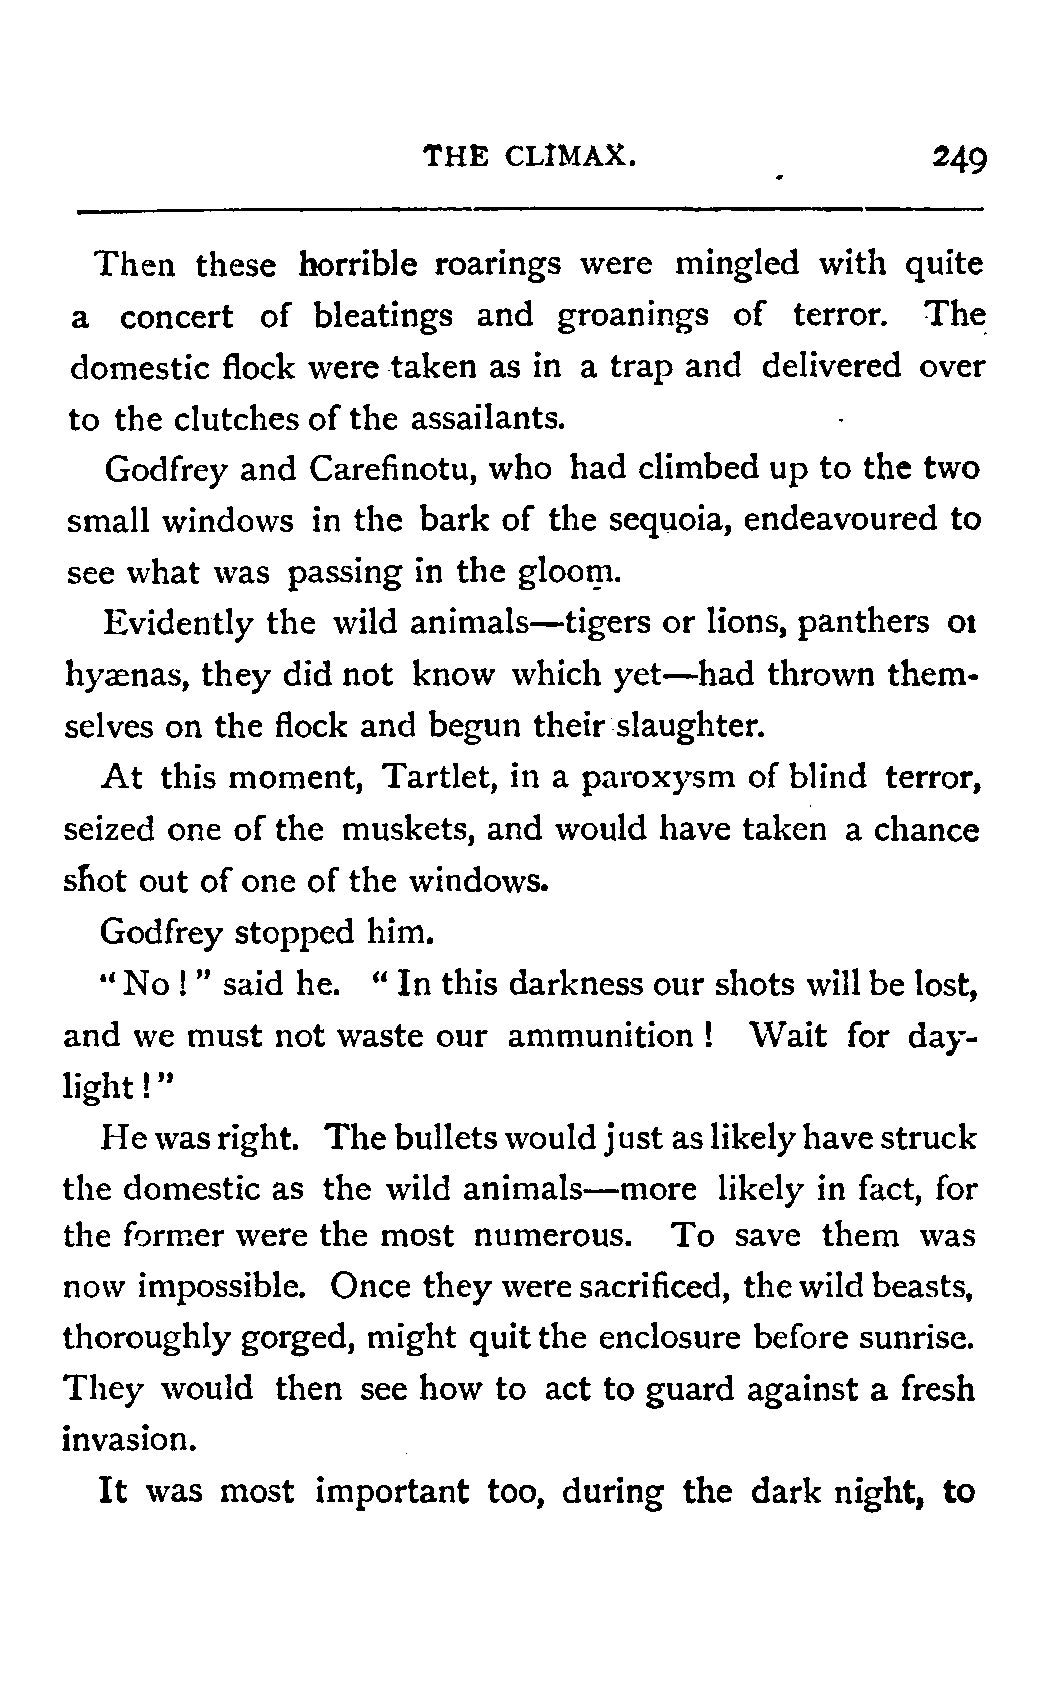 THE CLIMAX. 249
Then these horrible roarings were mingled with quite
a concert of bleatings and groanings of terror. The
domestic flock were taken as in a trap and delivered over
to the clutches of the assailants.
Godfrey and Carefinotu, who had climbed up to the two
small windows in the bark of the sequoia, endeavoured to
see what was passing in the gloom.
Evidently the wild animals—tigers or lions, panthers or
hyænas, they did not know which yet—had thrown them-
selves on the flock and begun their slaughter.
At this moment, Tartlet, in a paroxysm of blind terror,
seized one of the muskets, and would have taken a chance
shot out of one of the windows.
Godfrey stopped him.
"No!" said he. "In this darkness our shots will be lost,
and we must not waste our ammunition! Wait for day-
light!"
He was right. The bullets would just as likely have struck
the domestic as the wild animals—more likely in fact, for
the former were the most numerous. To save them was
now impossible. Once they were sacrificed, the wild beasts,
thoroughly gorged, might quit the enclosure before sunrise.
They would then see how to act to guard against a fresh
invasion.
It was most important too, during the dark night, to